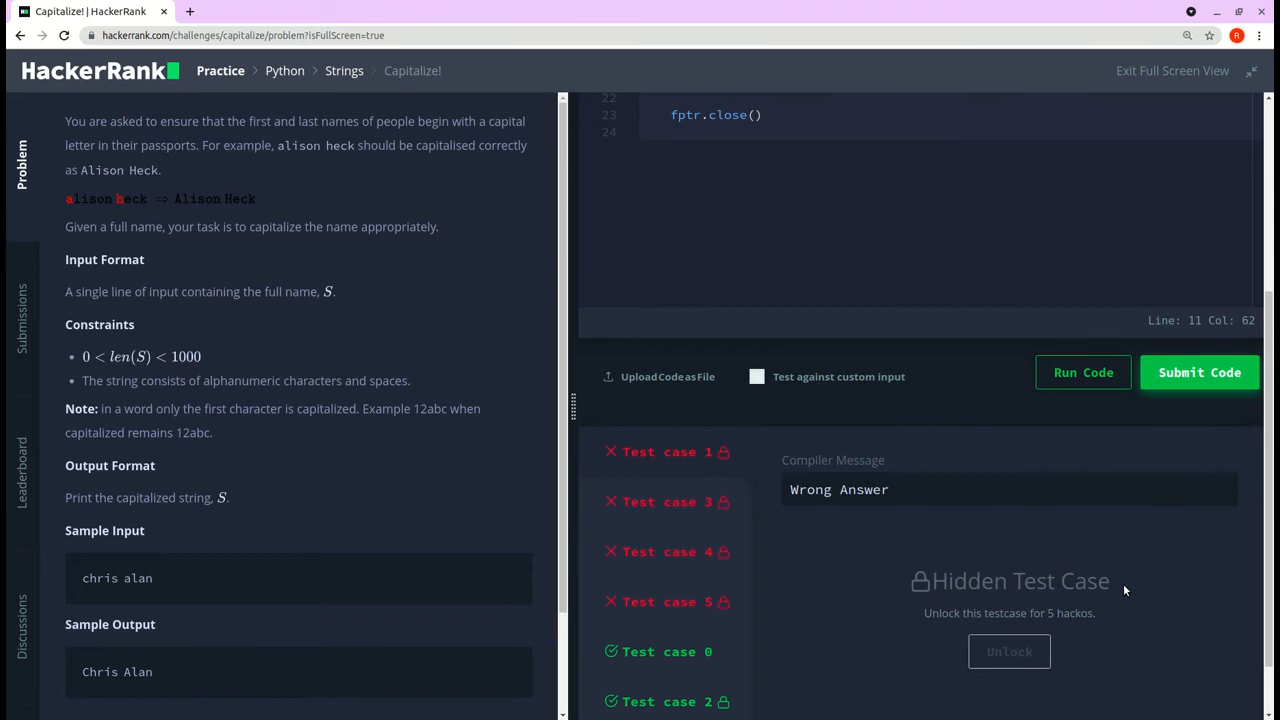 Capitalize! | HackerRank
hackerrank.com/challenges/capitalize/problem?isFullScreen=true
R
HackerRank
Practice > Python > Strings > Capitalize!
Exit Full Screen View
Problem
Submissions
Leaderboard
Discussions
You are asked to ensure that the first and last names of people begin with a capital
letter in their passports. For example, alison heck should be capitalised correctly
as Alison Heck.
alison heck ⇒ Alison Heck
Given a full name, your task is to capitalize the name appropriately.
Input Format
A single line of input containing the full name, S.
Constraints
• 0 < len(S) < 1000
• The string consists of alphanumeric characters and spaces.
Note: in a word only the first character is capitalized. Example 12abc when
capitalized remains 12abc.
Output Format
Print the capitalized string, S.
Sample Input
chris alan
Sample Output
Chris Alan
22
23 fptr.close()
24
Line: 11 Col: 62
Upload Code as File
Test against custom input
Run Code
Submit Code
Test case 1
Test case 3
Test case 4
Test case 5
Test case 0
Test case 2
Compiler Message
Wrong Answer
Hidden Test Case
Unlock this testcase for 5 hackos.
Unlock